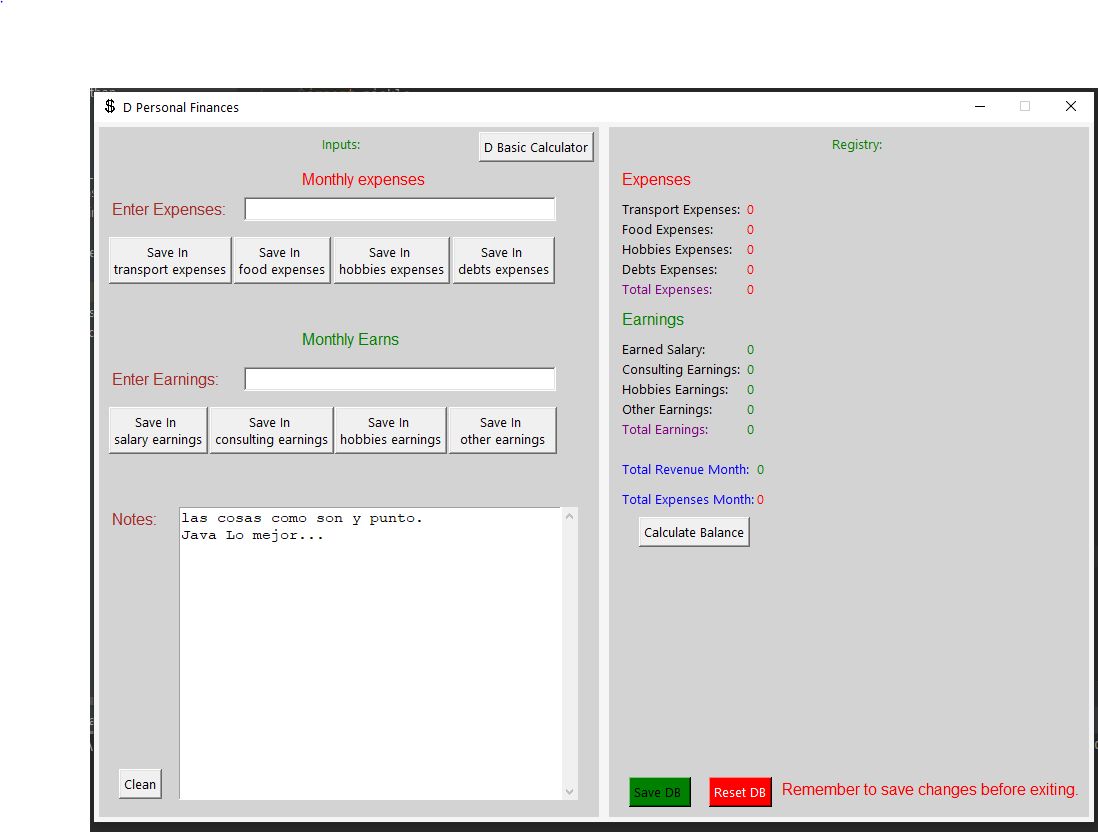 D Personal Finances
Inputs:
D Basic Calculator
Monthly expenses
Enter Expenses:
Save In
transport expenses
Save In
food expenses
Save In
hobbies expenses
Save In
debts expenses
Monthly Earns
Enter Earnings:
Save In
salary earnings
Save In
consulting earnings
Save In
hobbies earnings
Save In
other earnings
Notes:
las cosas como son y punto.
Java Lo mejor...
Clean
Registry:
Expenses
Transport Expenses: 0
Food Expenses: 0
Hobbies Expenses: 0
Debts Expenses: 0
Total Expenses: 0
Earnings
Earned Salary: 0
Consulting Earnings: 0
Hobbies Earnings: 0
Other Earnings: 0
Total Earnings: 0
Total Revenue Month: 0
Total Expenses Month: 0
Calculate Balance
Save DB
Reset DB
Remember to save changes before exiting.